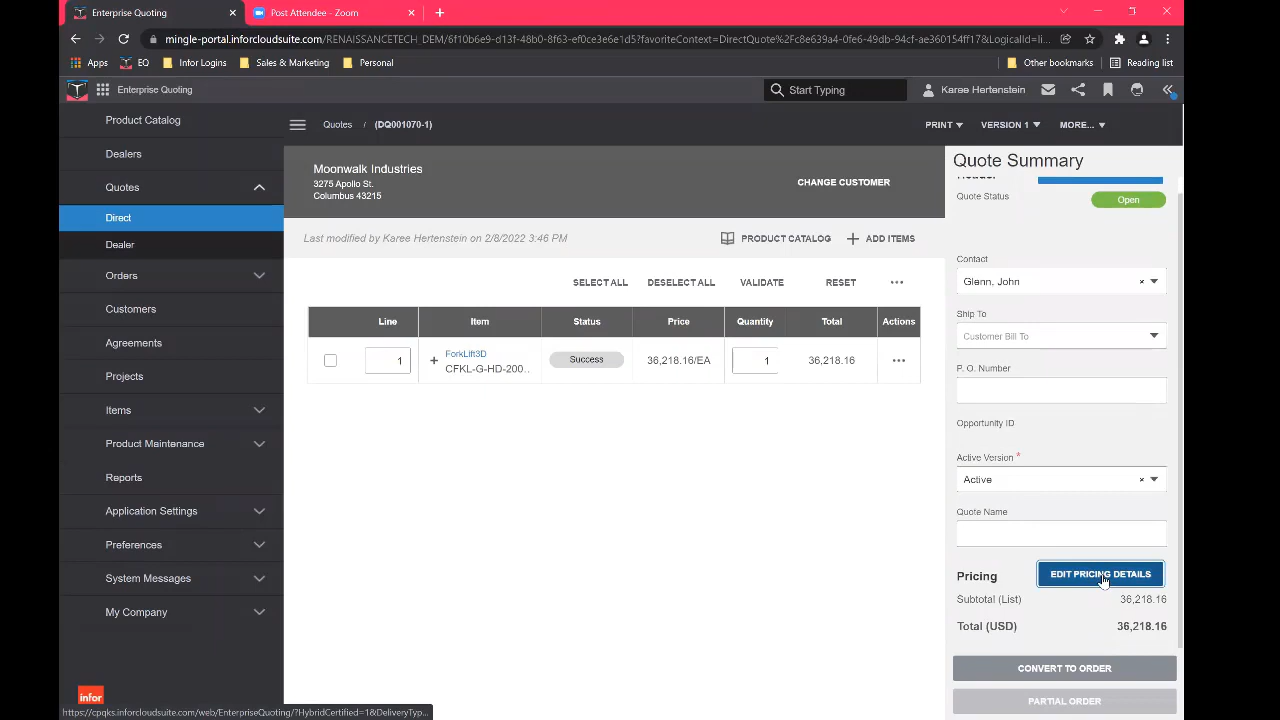 Enterprise Quoting
Post Attendee - Zoom
mingle-portal.inforcloudsuite.com/RENAISSANCETECH_DEM/6f10b6e9-d13f-48b0-8f63-ef0ce3e6e1d5?favoriteContext=DirectQuote%2Fc8e639a4-0fe6-49db-94cf-ae360154ff17&LogicalId=li...
Apps
EQ
Infor Logins
Sales & Marketing
Personal
Other bookmarks
Reading list
Enterprise Quoting
Start Typing
Karee Hertenstein
Product Catalog
Dealers
Quotes
Direct
Dealer
Orders
Customers
Agreements
Projects
Items
Product Maintenance
Reports
Application Settings
Preferences
System Messages
My Company
infor
https://cpqks.inforcloudsuite.com/web/EnterpriseQuoting/?HybridCertified=1&DeliveryTyp...
Quotes / (DQ001070-1)
PRINT
VERSION 1
MORE...
Moonwalk Industries
3275 Apollo St.
Columbus 43215
CHANGE CUSTOMER
Last modified by Karee Hertenstein on 2/8/2022 3:46 PM
PRODUCT CATALOG
ADD ITEMS
SELECT ALL
DESELECT ALL
VALIDATE
RESET
Line Item Status Price Quantity Total Actions
1 ForkLift3D Success 36,218.16/EA 1 36,218.16
CFKL-G-HD-200..
Quote Summary
Header
Quote Status
Open
Contact
Glenn, John
Ship To
Customer Bill To
P. O. Number
Opportunity ID
Active Version *
Active
Quote Name
Pricing
EDIT PRICING DETAILS
Subtotal (List) 36,218.16
Total (USD) 36,218.16
CONVERT TO ORDER
PARTIAL ORDER